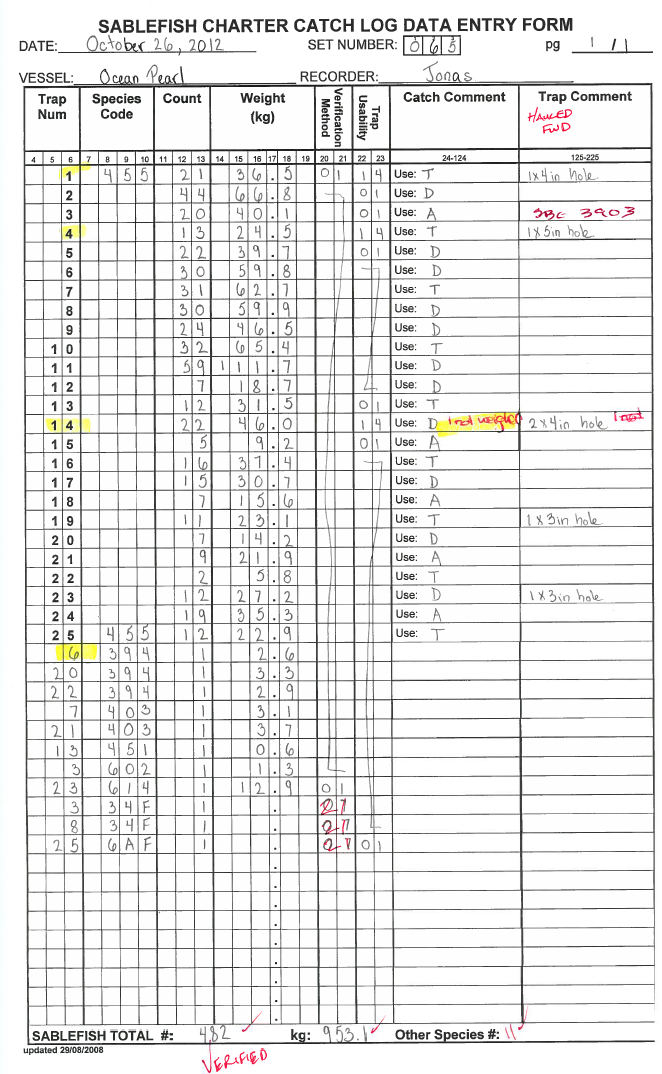 SABLEFISH CHARTER CATCH LOG DATA ENTRY FORM
DATE: October 26, 2012 SET NUMBER: 065 pg 1/1
VESSEL: Ocean Pearl RECORDER: Jonas
Trap Num Species Code Count Weight (kg) Verification Method Trap Usability Catch Comment Trap Comment
HAULED FWD
4 5 6 7 8 9 10 11 12 13 14 15 16 17 18 19 20 21 22 23 24-124 125-225
1 455 21 36.5 01 14 Use: T 1x4in hole
2 44 66.8 01 Use: D
3 20 40.1 01 Use: A SBE 3903
4 13 24.5 14 Use: T 1x5in hole
5 22 39.7 01 Use: D
6 30 59.8 Use: D
7 31 62.7 Use: T
8 30 59.9 Use: D
9 24 46.5 Use: D
10 32 65.4 Use: T
11 59 111.7 Use: D
12 7 18.7 Use: D
13 12 31.5 01 Use: T
14 22 46.0 14 Use: D 1 not weighed 2x4in hole 1 not
15 5 9.2 01 Use: A
16 16 37.4 Use: T
17 15 30.7 Use: D
18 7 15.6 Use: A
19 11 23.1 Use: T 1x3in hole
20 7 14.2 Use: D
21 9 21.9 Use: A
22 2 5.8 Use: T
23 12 27.2 Use: D 1x3in hole
24 19 35.3 Use: A
25 455 12 22.9 Use: T
6 394 1 2.6
20 394 1 3.3
22 394 1 2.9
7 403 1 3.1
21 403 1 3.7
13 451 1 0.6
3 602 1 1.3
23 614 1 12.9 01
3 34F 1 21
8 34F 1 21
25 6AF 1 21 01
SABLEFISH TOTAL #: 482 kg: 953.1 Other Species #: 11
updated 29/08/2008
VERIFIED